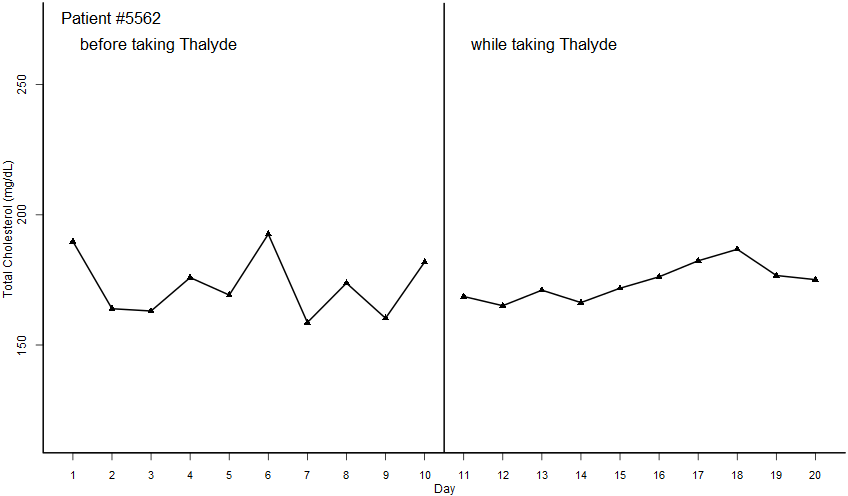 Patient #5562
before taking Thalyde
while taking Thalyde
Total Cholesterol (mg/dL)
250
200
150
1 2 3 4 5 6 7 8 9 10 11 12 13 14 15 16 17 18 19 20
Day